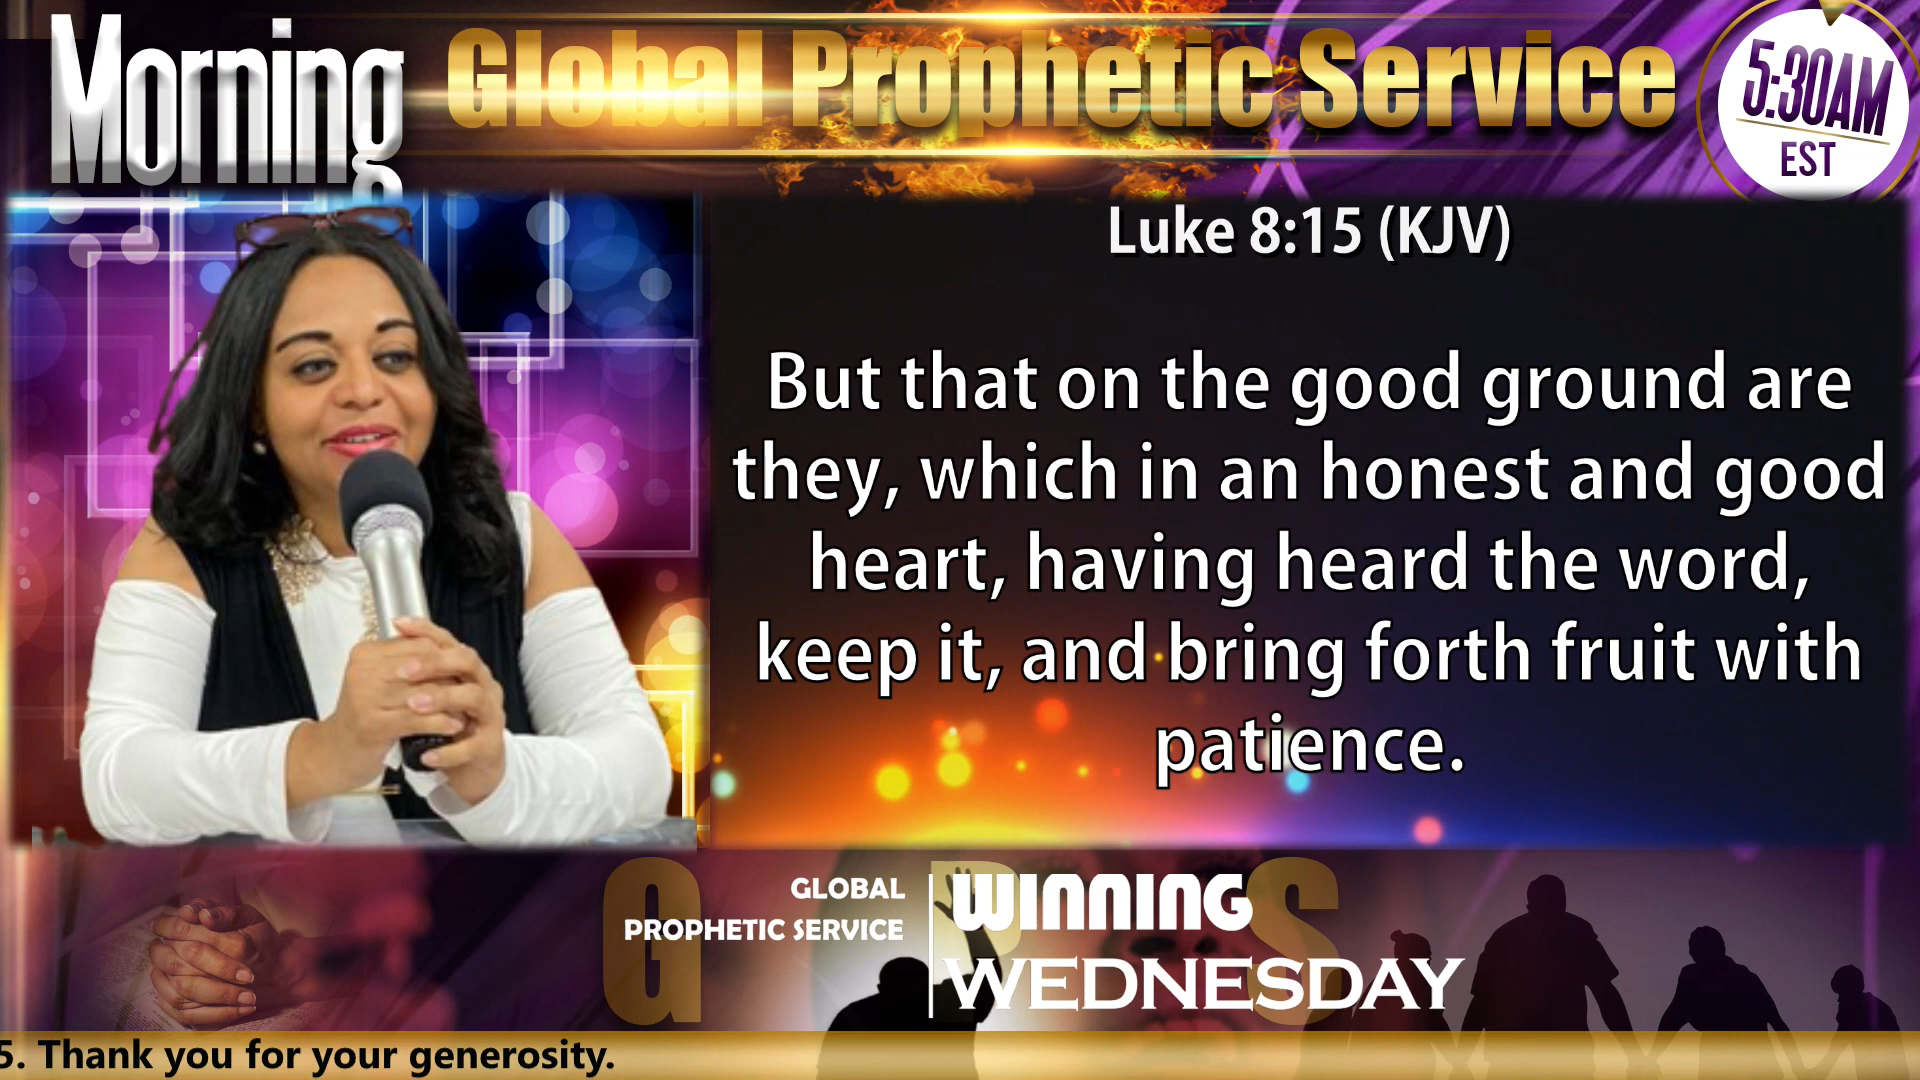 Morning
Global Prophetic Service
5:30AM
EST
Luke 8:15 (KJV)
But that on the good ground are
they, which in an honest and good
heart, having heard the word,
keep it, and bring forth fruit with
patience.
G P S
GLOBAL
PROPHETIC SERVICE
WINNING
WEDNESDAY
5. Thank you for your generosity.